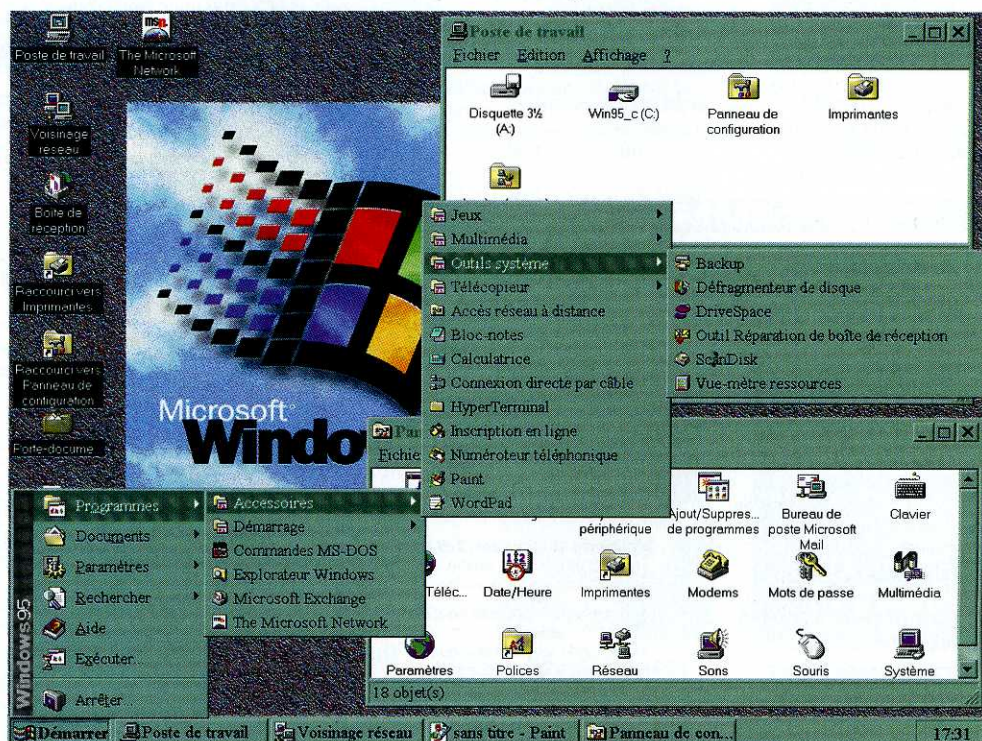 Poste de travail
The Microsoft
Network
Voisinage
réseau
Boîte de
réception
Raccourci vers
Imprimantes
Raccourci vers
Panneau de
configuration
Porte-docume...
Microsoft
Windo
Poste de travail
Fichier Edition Affichage ?
Disquette 3½
(A:)
Win95_c (C:)
Panneau de
configuration
Imprimantes
Jeux
Multimédia
Outils système
Télécopieur
Accès réseau à distance
Bloc-notes
Calculatrice
Connexion directe par câble
HyperTerminal
Inscription en ligne
Numéroteur téléphonique
Paint
WordPad
Backup
Défragmenteur de disque
DriveSpace
Outil Réparation de boîte de réception
ScanDisk
Vue-mètre ressources
Pan
Fichie
périphérique
Ajout/Suppres...
de programmes
Bureau de
poste Microsoft
Mail
Clavier
Téléc...
Date/Heure
Imprimantes
Modems
Mots de passe
Multimédia
Paramètres
Polices
Réseau
Sons
Souris
Système
18 objet(s)
Windows95
Programmes
Documents
Paramètres
Rechercher
Aide
Exécuter...
Arrêter...
Accessoires
Démarrage
Commandes MS-DOS
Explorateur Windows
Microsoft Exchange
The Microsoft Network
Démarrer
Poste de travail
Voisinage réseau
sans titre - Paint
Panneau de con...
17:31